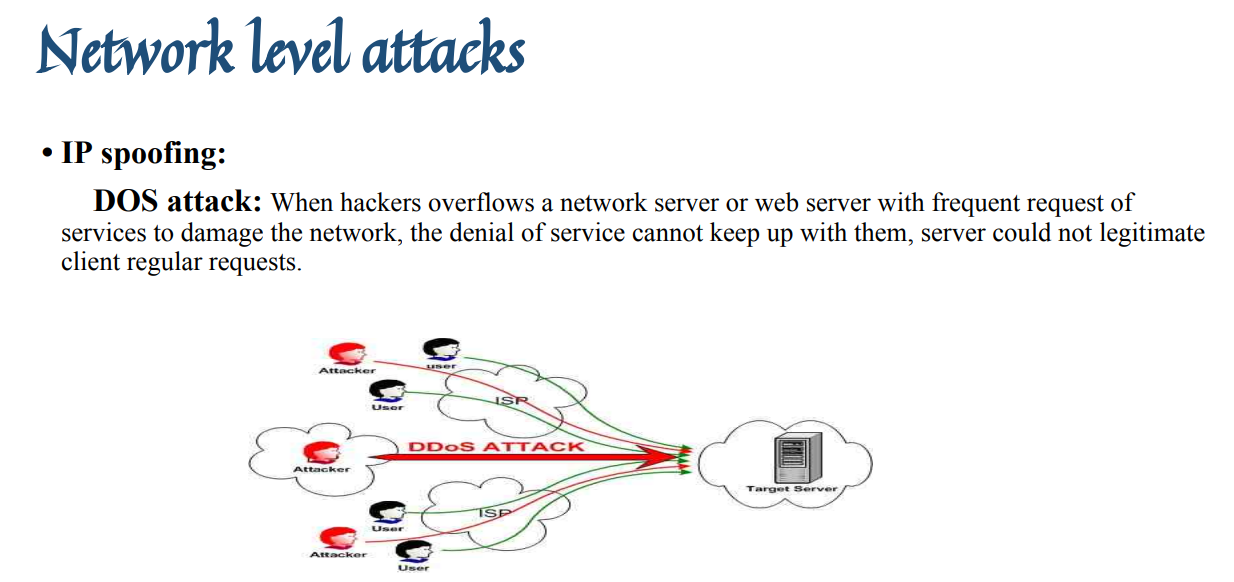 Network level attacks
• IP spoofing:
DOS attack: When hackers overflows a network server or web server with frequent request of
services to damage the network, the denial of service cannot keep up with them, server could not legitimate
client regular requests.
Attacker
user
User
ISP
DDoS ATTACK
Attacker
Target Server
ISP
User
Attacker
User